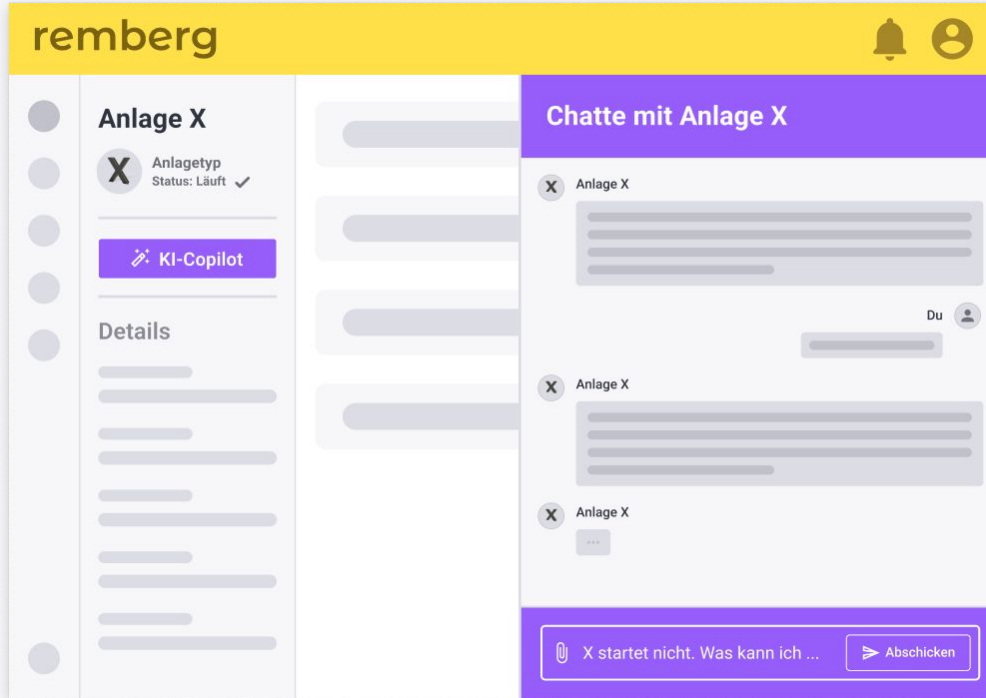 remberg
Anlage X
X
Anlagetyp
Status: Läuft
KI-Copilot
Details
Chatte mit Anlage X
X
Anlage X
Du
X
Anlage X
X
Anlage X
...
X startet nicht. Was kann ich ...
Abschicken